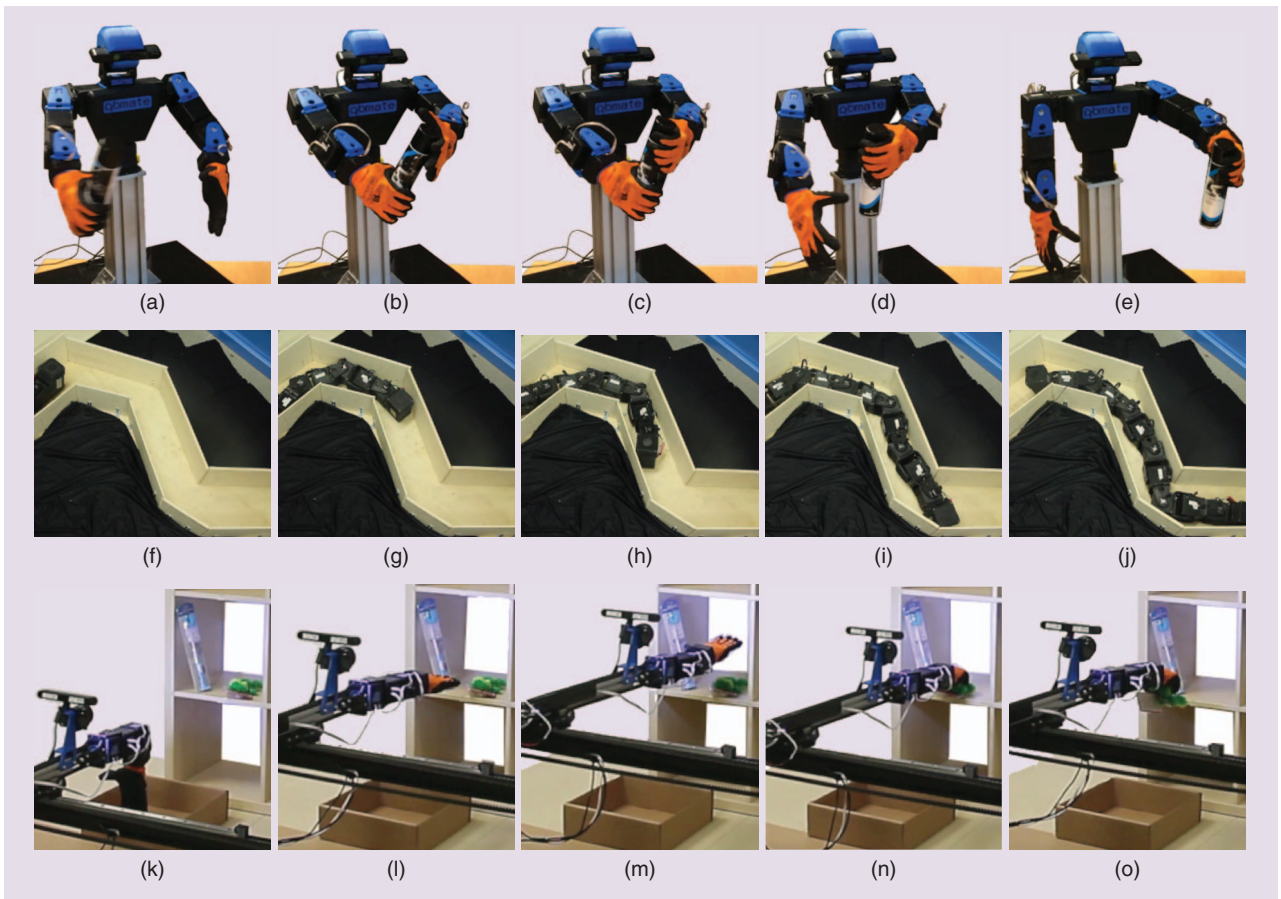 qbmate
qbmate
qbmate
qbmate
qbmate
(a)
(b)
(c)
(d)
(e)
(f)
(g)
(h)
(i)
(j)
(k)
(l)
(m)
(n)
(o)